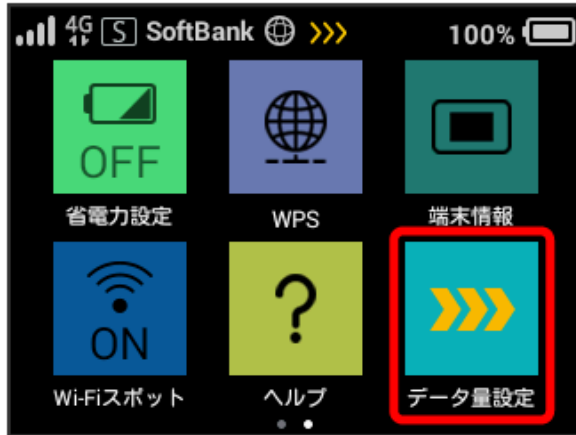 4G S SoftBank 100%
OFF
省電力設定 WPS 端末情報
ON ?
Wi-Fiスポット ヘルプ データ量設定